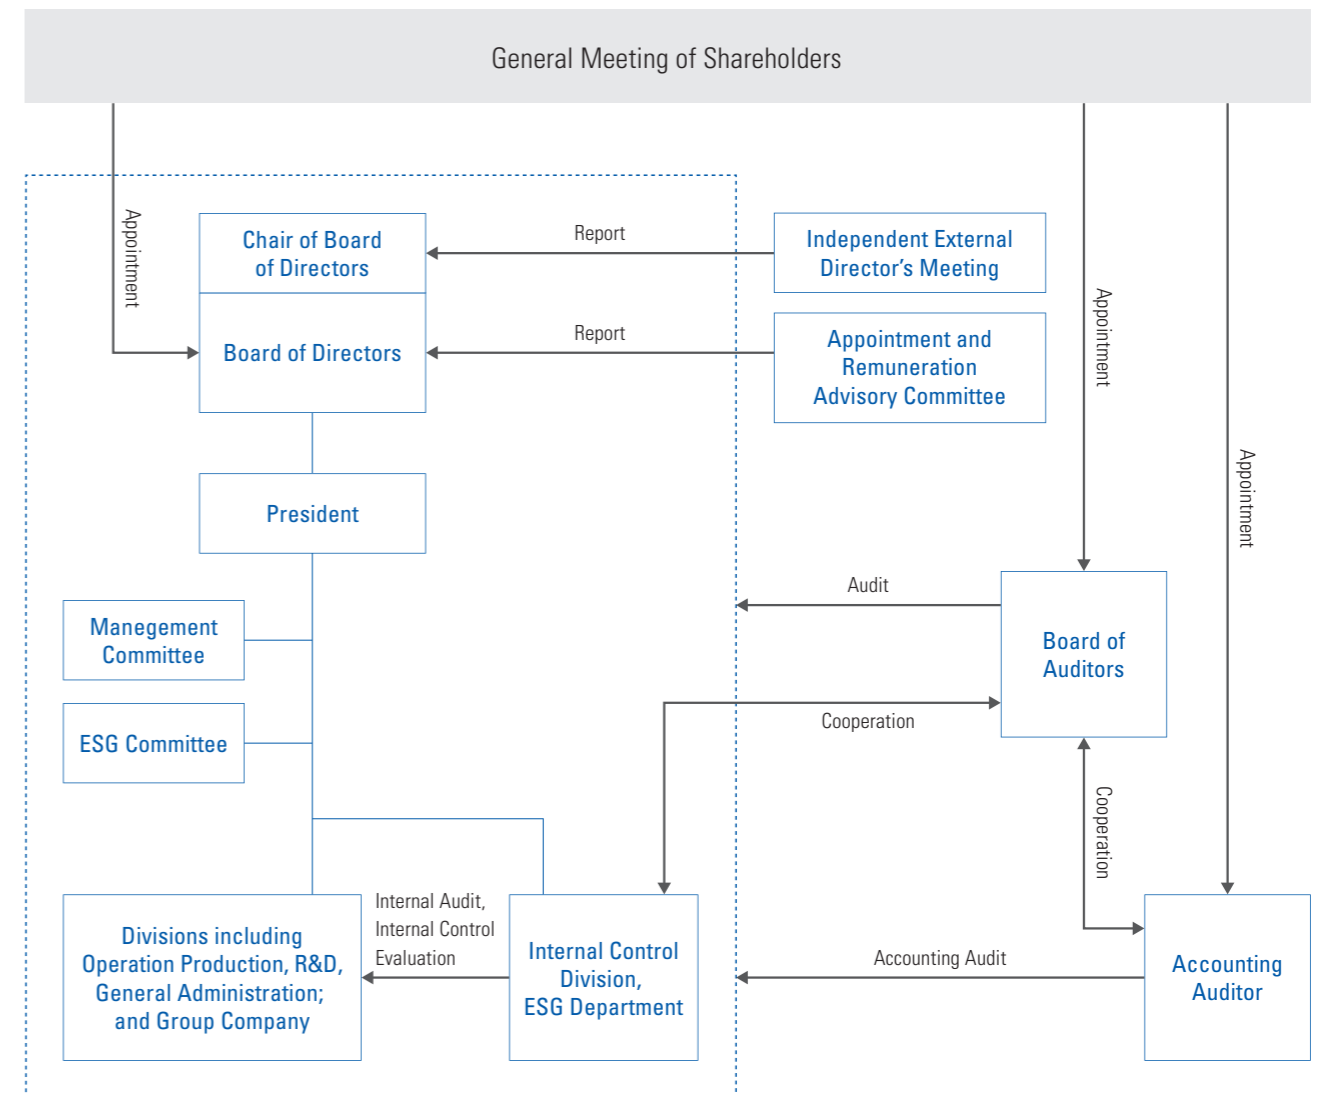 General Meeting of Shareholders
Appointment
Chair of Board
of Directors
Report
Independent External
Director's Meeting
Board of Directors
Report
Appointment and
Remuneration
Advisory Committee
Appointment
Appointment
President
Manegement
Committee
Audit
Board of
Auditors
Cooperation
ESG Committee
Cooperation
Divisions including
Operation Production, R&D,
General Administration;
and Group Company
Internal Audit,
Internal Control
Evaluation
Internal Control
Division,
ESG Department
Accounting Audit
Accounting
Auditor